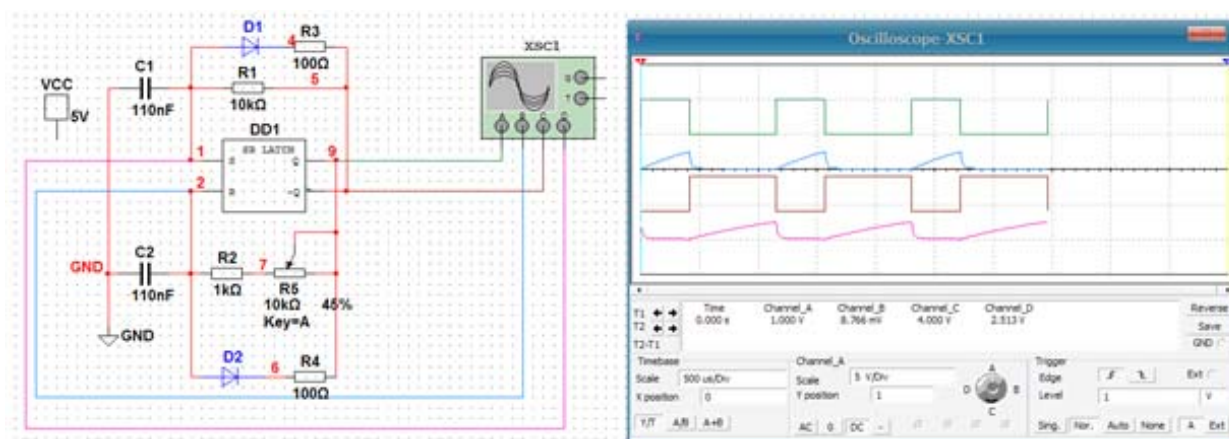 VCC
5V
C1
110nF
D1
4
R3
100Ω
R1
5
10kΩ
DD1
SR LATCH
1
S
Q
9
2
R
~Q
XSC1
G
T
A
B
C
D
GND
C2
110nF
R2
1kΩ
7
R5
10kΩ
45%
Key=A
GND
D2
6
R4
100Ω
Oscilloscope-XSC1
T1
T2
T2-T1
Time
0.000 s
Channel_A
1.000 V
Channel_B
8.766 mV
Channel_C
4.000 V
Channel_D
2.513 V
Reverse
Save
GND
Timebase
Scale
500 us/Div
X position
0
Y/T
A/B
A+B
Channel_A
Scale
5 V/Div
Y position
1
AC
0
DC
-
A
B
C
D
Trigger
Edge
Level
1
V
Ext
Sing.
Nor.
Auto
None
A
Ext